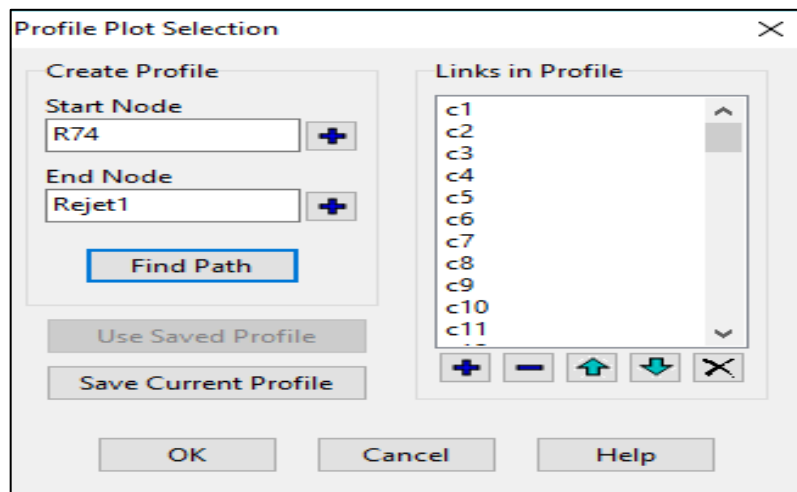 Profile Plot Selection
Create Profile
Start Node
R74
End Node
Rejet1
Find Path
Use Saved Profile
Save Current Profile
Links in Profile
c1
c2
c3
c4
c5
c6
c7
c8
c9
c10
c11
OK
Cancel
Help